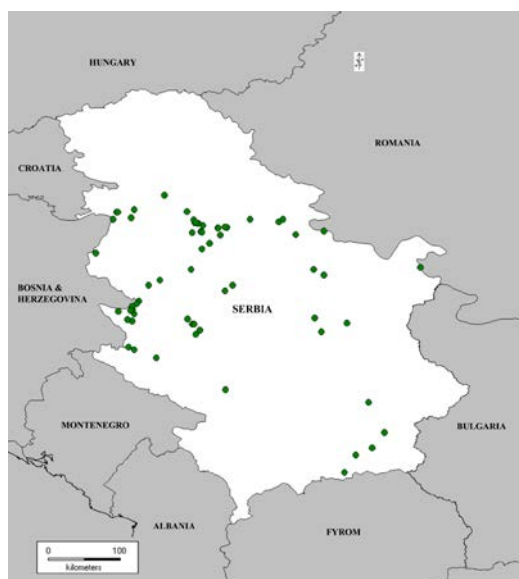 HUNGARY
ROMANIA
CROATIA
BOSNIA &
HERZEGOVINA
SERBIA
MONTENEGRO
BULGARIA
ALBANIA
FYROM
0 100
kilometers